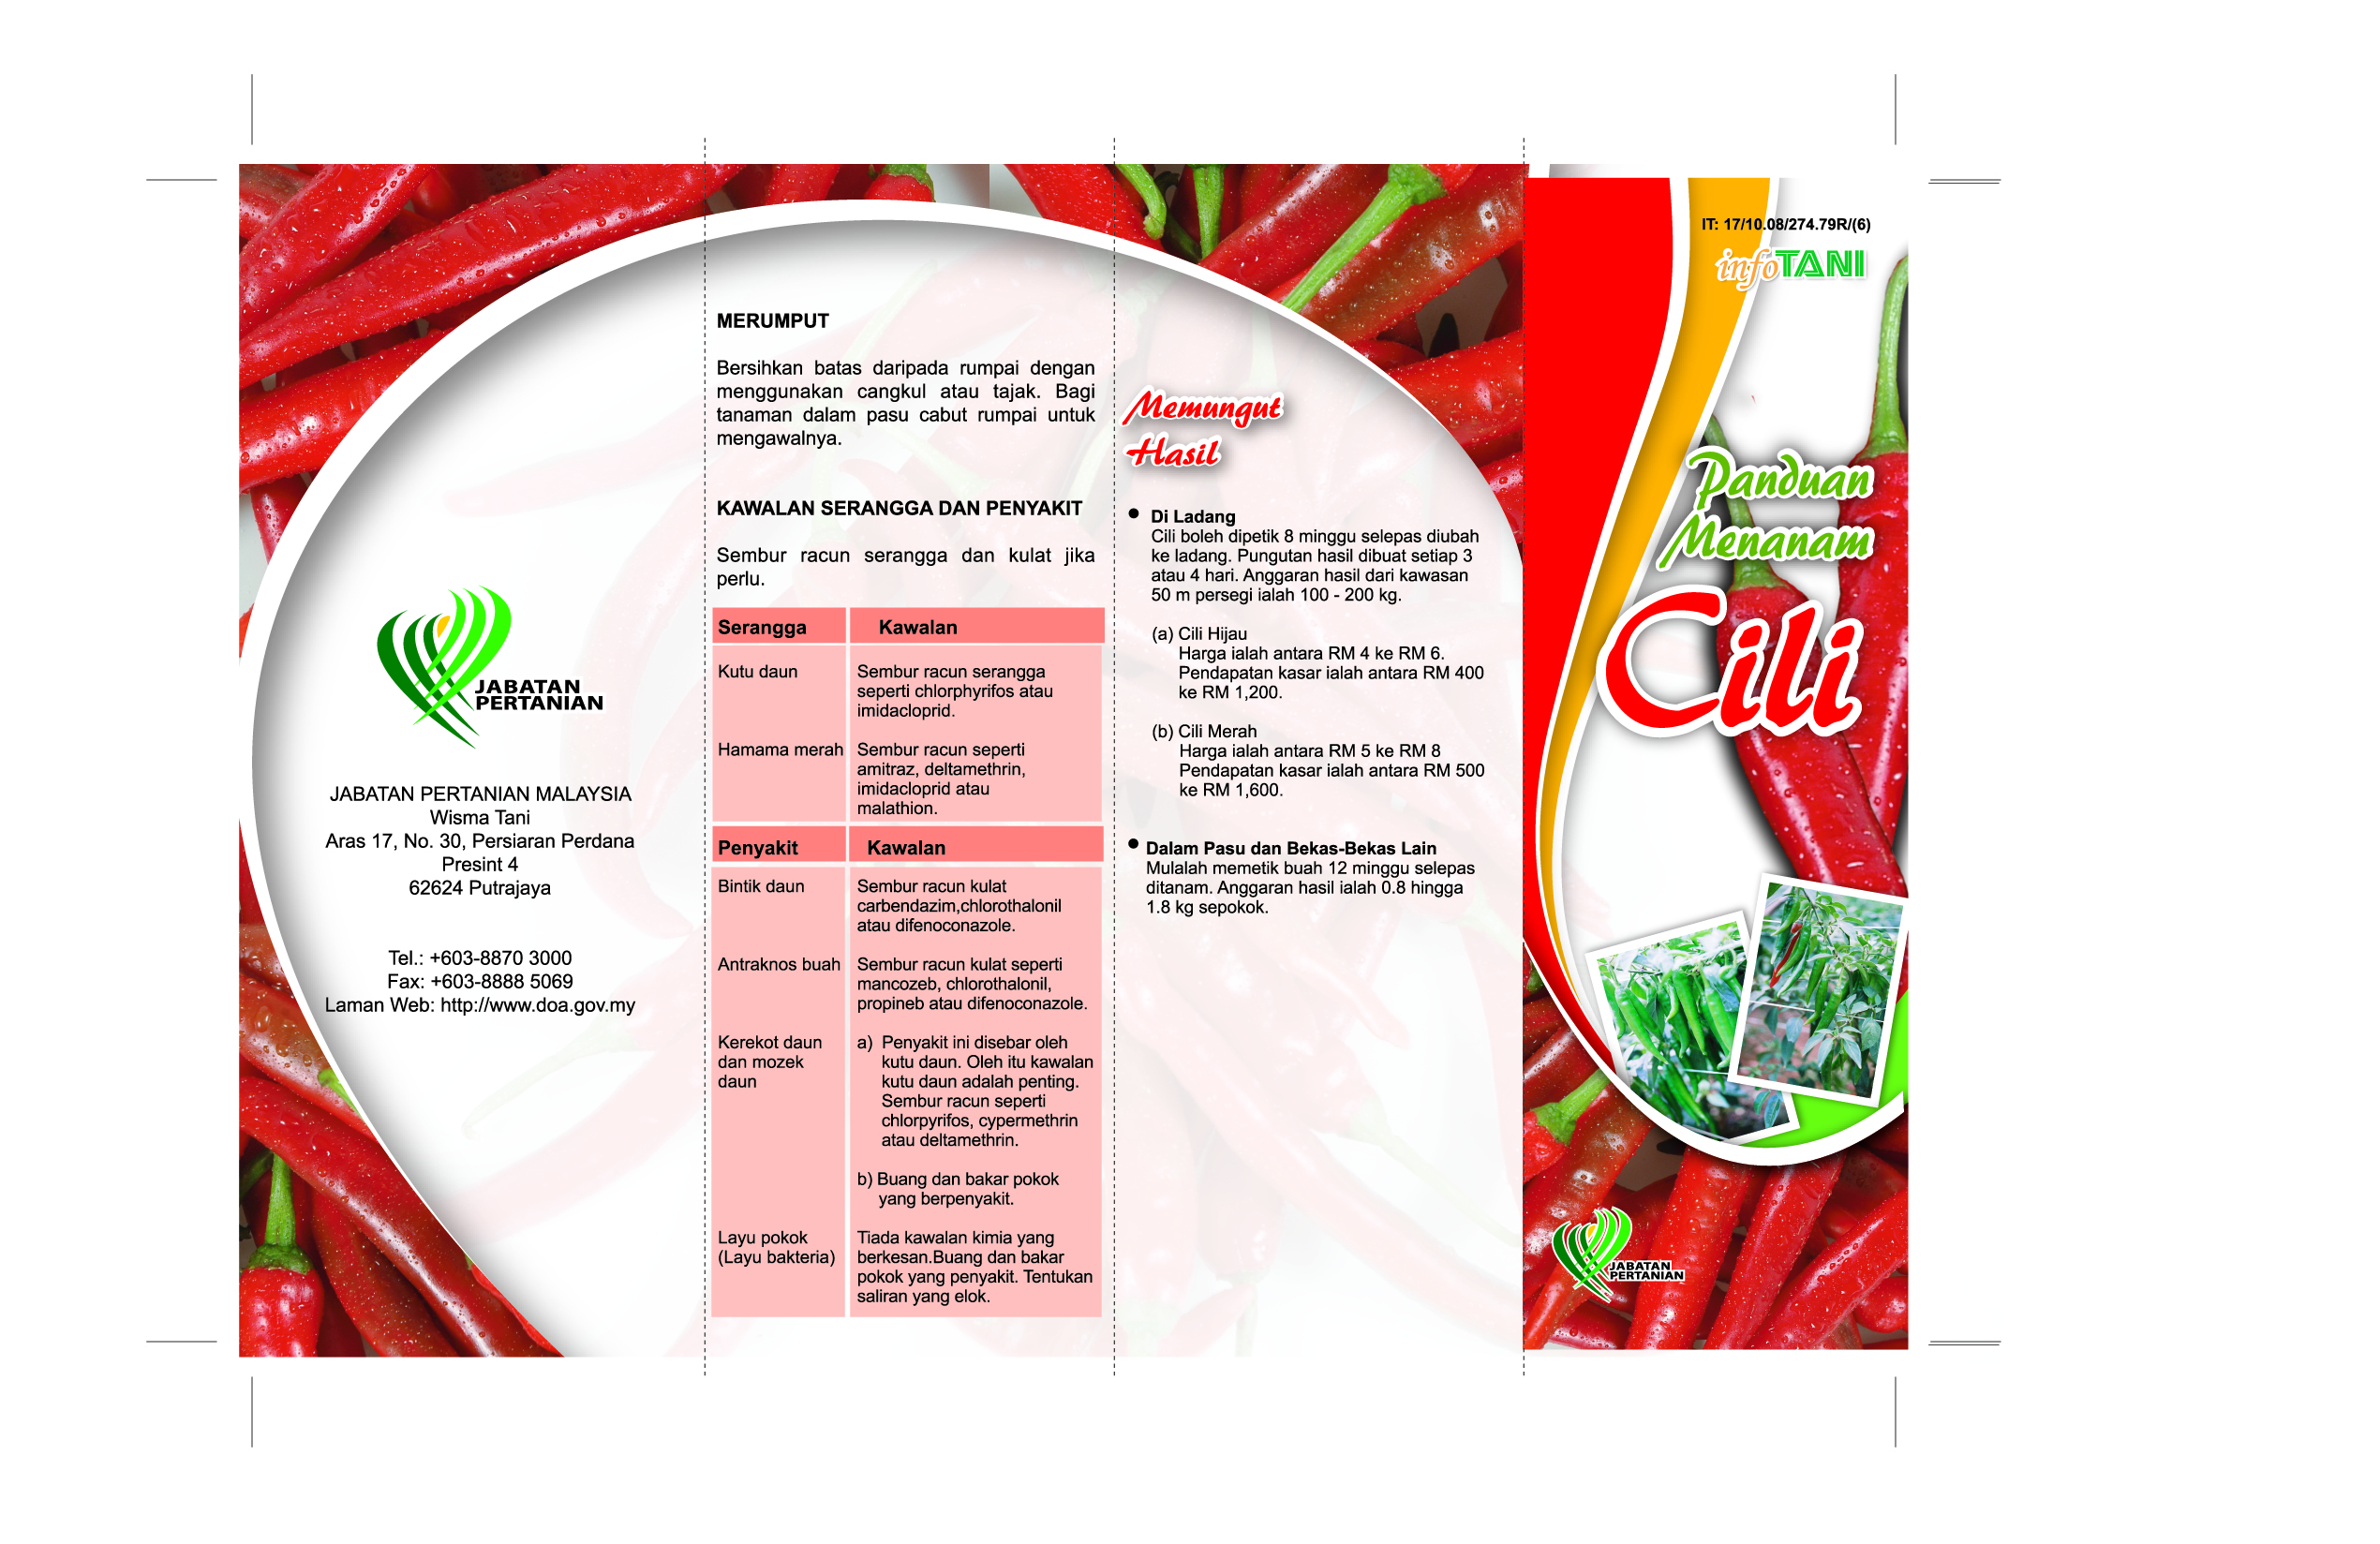 JABATAN
PERTANIAN
JABATAN PERTANIAN MALAYSIA
Wisma Tani
Aras 17, No. 30, Persiaran Perdana
Presint 4
62624 Putrajaya
Tel.: +603-8870 3000
Fax: +603-8888 5069
Laman Web: http://www.doa.gov.my
MERUMPUT
Bersihkan batas daripada rumpai dengan
menggunakan cangkul atau tajak. Bagi
tanaman dalam pasu cabut rumpai untuk
mengawalnya.
KAWALAN SERANGGA DAN PENYAKIT
Sembur racun serangga dan kulat jika
perlu.
Serangga Kawalan
Kutu daun Sembur racun serangga
seperti chlorphyrifos atau
imidacloprid.
Hamama merah Sembur racun seperti
amitraz, deltamethrin,
imidacloprid atau
malathion.
Penyakit Kawalan
Bintik daun Sembur racun kulat
carbendazim,chlorothalonil
atau difenoconazole.
Antraknos buah Sembur racun kulat seperti
mancozeb, chlorothalonil,
propineb atau difenoconazole.
Kerekot daun a) Penyakit ini disebar oleh
dan mozek kutu daun. Oleh itu kawalan
daun kutu daun adalah penting.
Sembur racun seperti
chlorpyrifos, cypermethrin
atau deltamethrin.
b) Buang dan bakar pokok
yang berpenyakit.
Layu pokok Tiada kawalan kimia yang
(Layu bakteria) berkesan.Buang dan bakar
pokok yang penyakit. Tentukan
saliran yang elok.
Memungut
Hasil
• Di Ladang
Cili boleh dipetik 8 minggu selepas diubah
ke ladang. Pungutan hasil dibuat setiap 3
atau 4 hari. Anggaran hasil dari kawasan
50 m persegi ialah 100 - 200 kg.
(a) Cili Hijau
Harga ialah antara RM 4 ke RM 6.
Pendapatan kasar ialah antara RM 400
ke RM 1,200.
(b) Cili Merah
Harga ialah antara RM 5 ke RM 8
Pendapatan kasar ialah antara RM 500
ke RM 1,600.
• Dalam Pasu dan Bekas-Bekas Lain
Mulalah memetik buah 12 minggu selepas
ditanam. Anggaran hasil ialah 0.8 hingga
1.8 kg sepokok.
IT: 17/10.08/274.79R/(6)
infoTANI
Panduan
Menanam
Cili
JABATAN
PERTANIAN